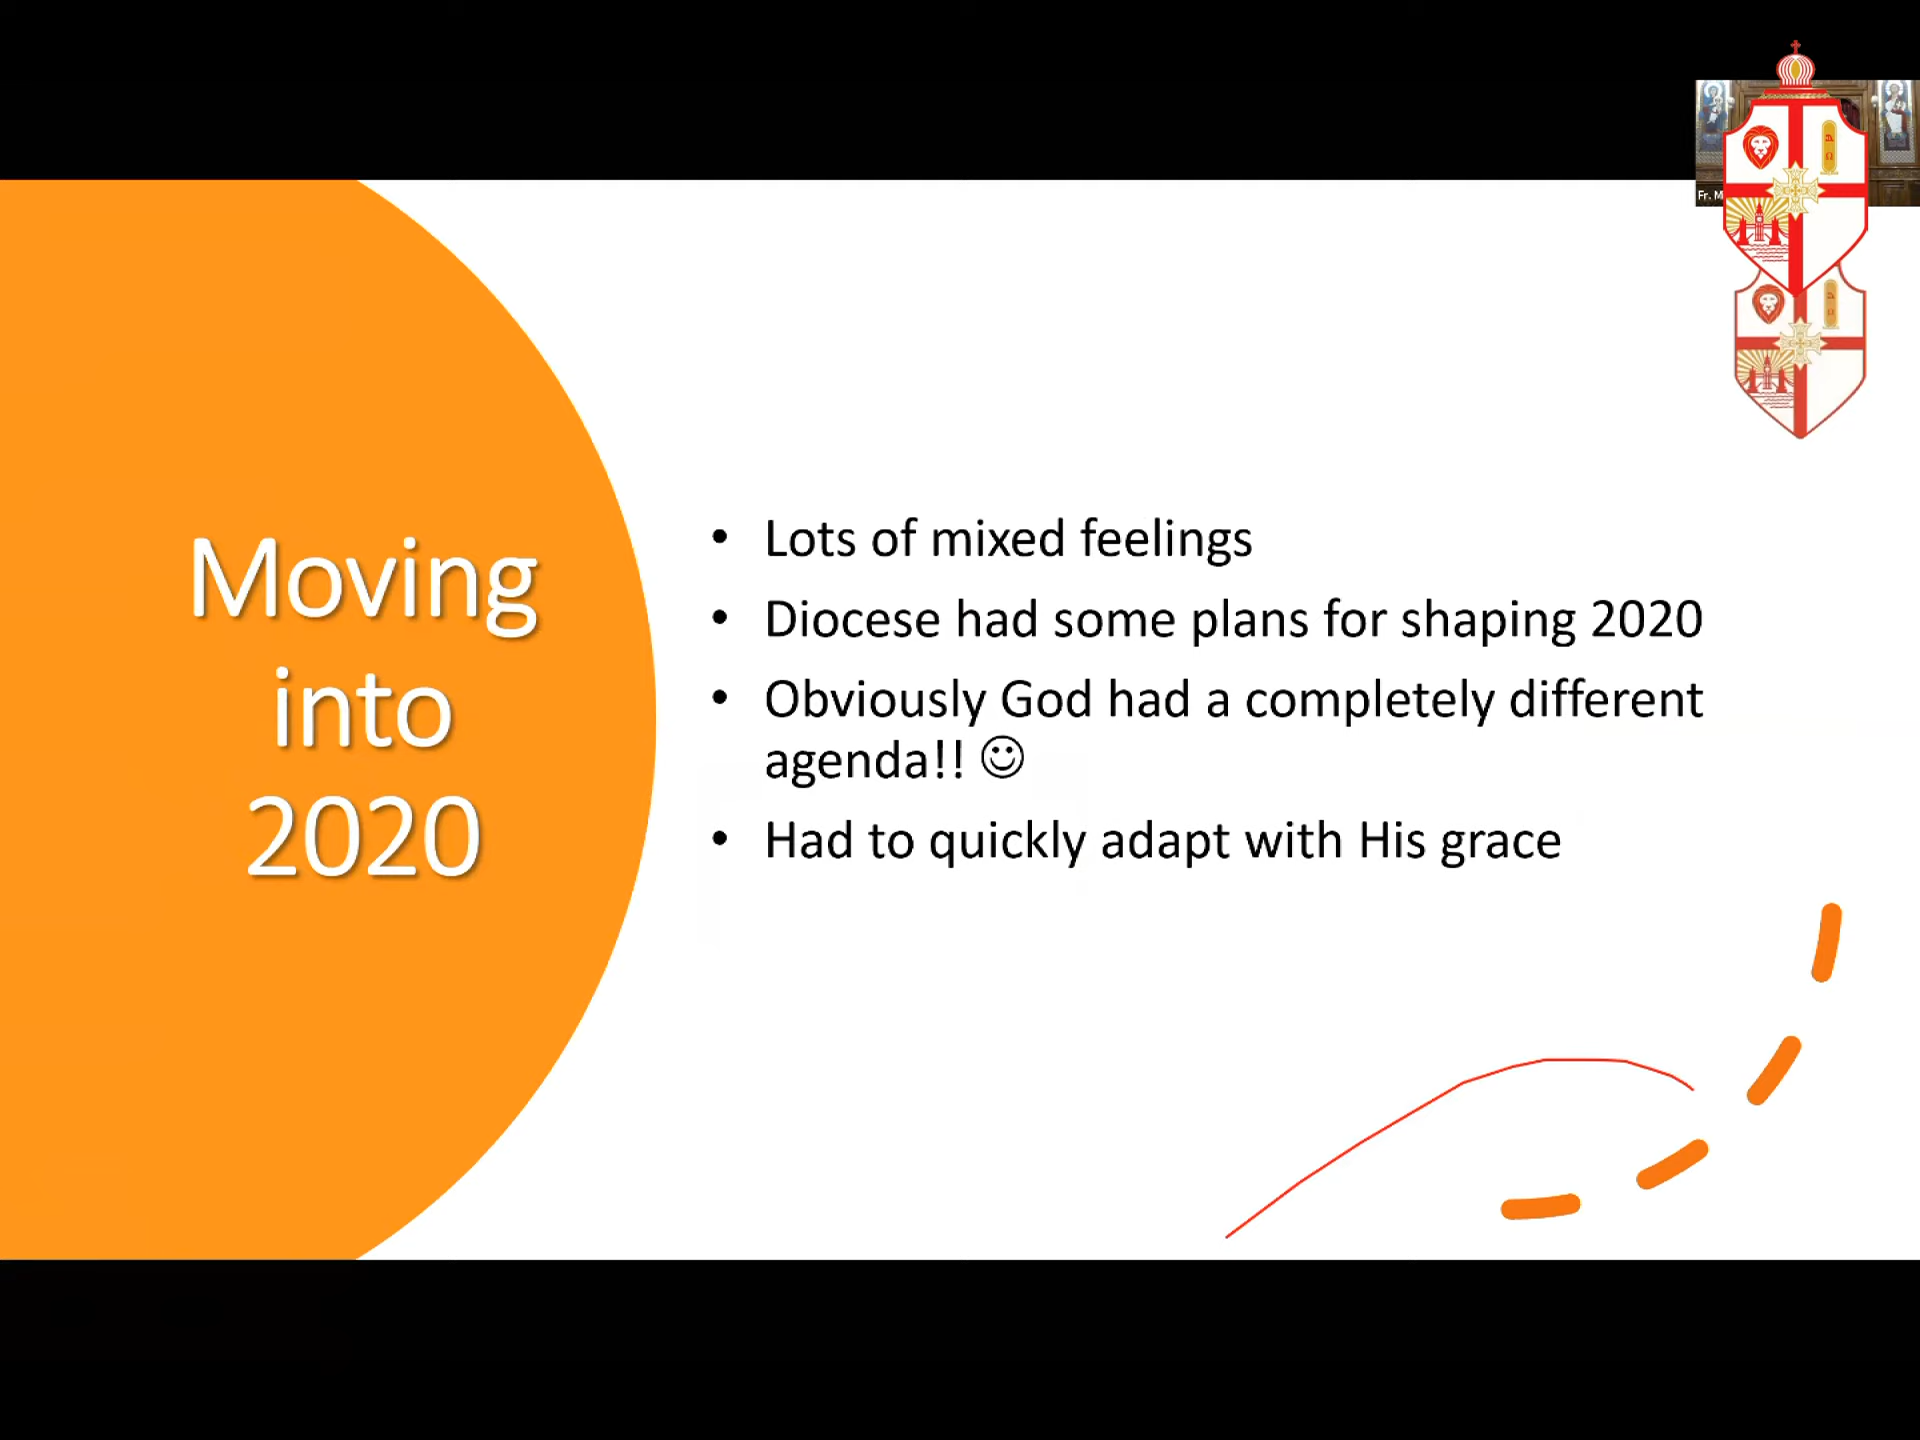 Fr. M
Moving
into
2020
• Lots of mixed feelings
• Diocese had some plans for shaping 2020
• Obviously God had a completely different
agenda!! ☺
• Had to quickly adapt with His grace